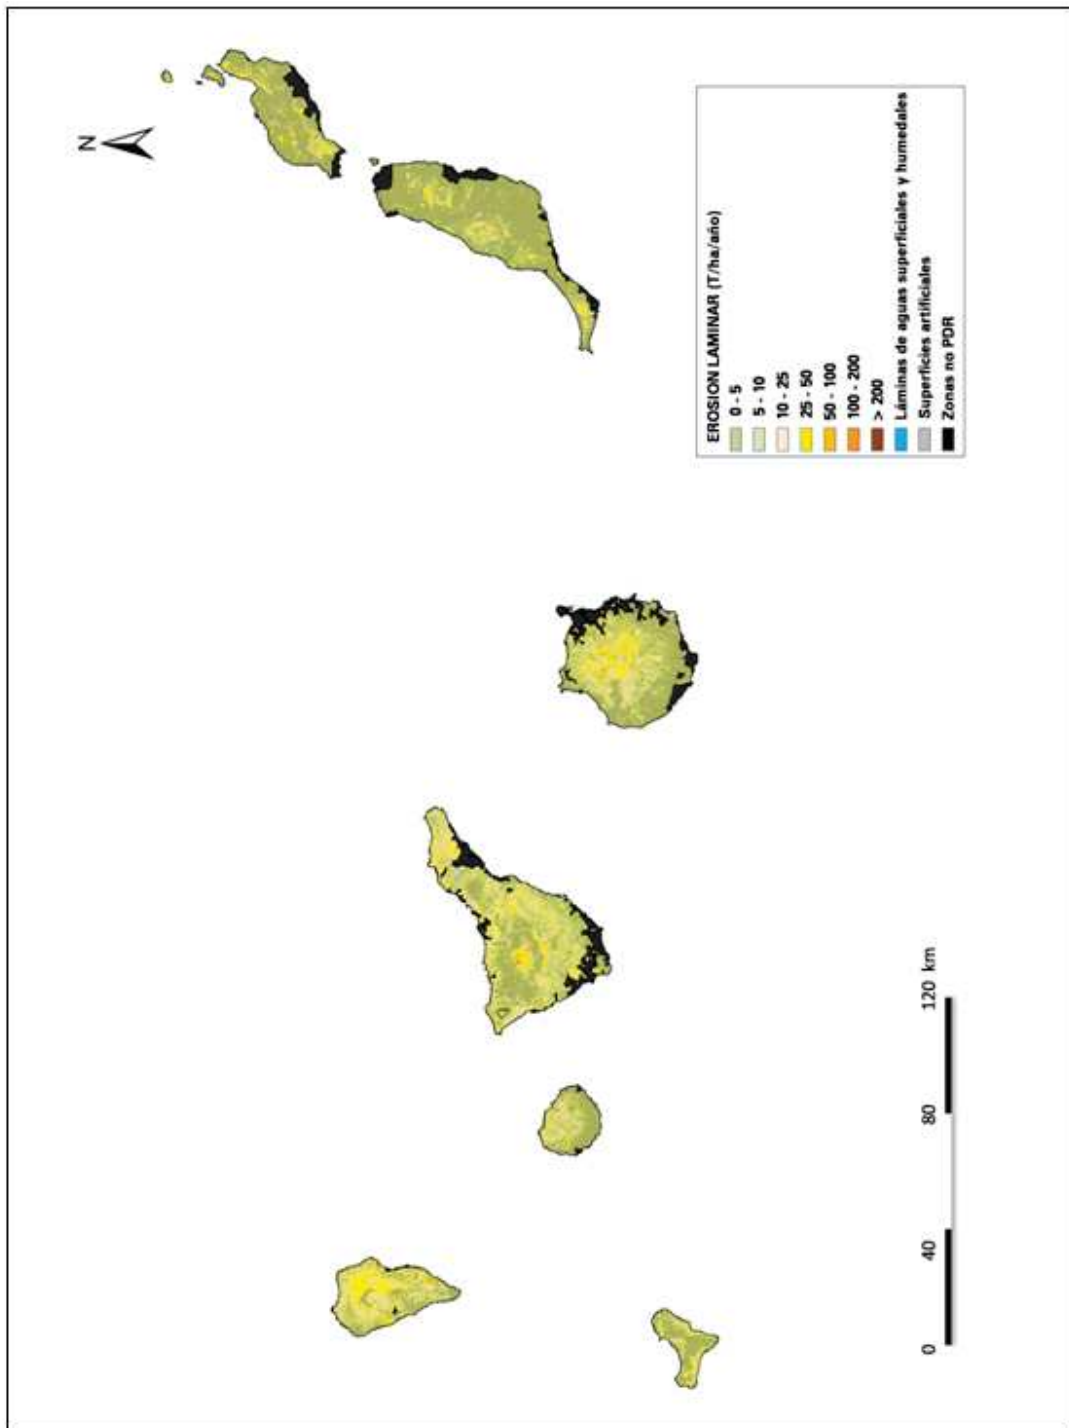 N
EROSION LAMINAR (T/ha/año)
0 - 5
5 - 10
10 - 25
25 - 50
50 - 100
100 - 200
> 200
Láminas de aguas superficiales y humedales
Superficies artificiales
Zonas no PDR
0 40 80 120 km